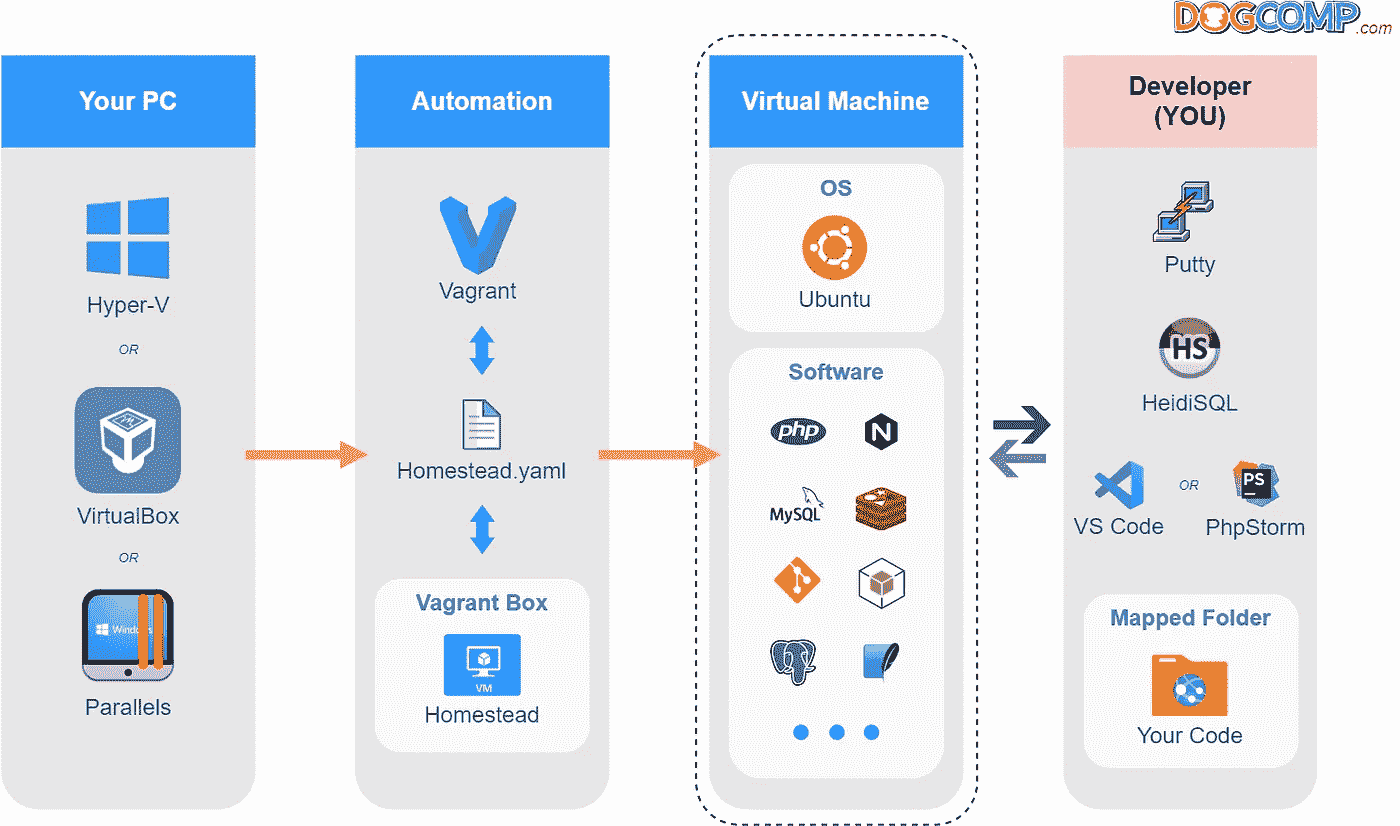 DOGCOMP.com
Your PC
Hyper-V
OR
VirtualBox
OR
Windows
Parallels
Automation
Vagrant
Homestead.yaml
Vagrant Box
VM
Homestead
Virtual Machine
OS
Ubuntu
Software
php
N
MySQL
Developer
(YOU)
Putty
HS
HeidiSQL
PS
OR
VS Code
PhpStorm
Mapped Folder
Your Code